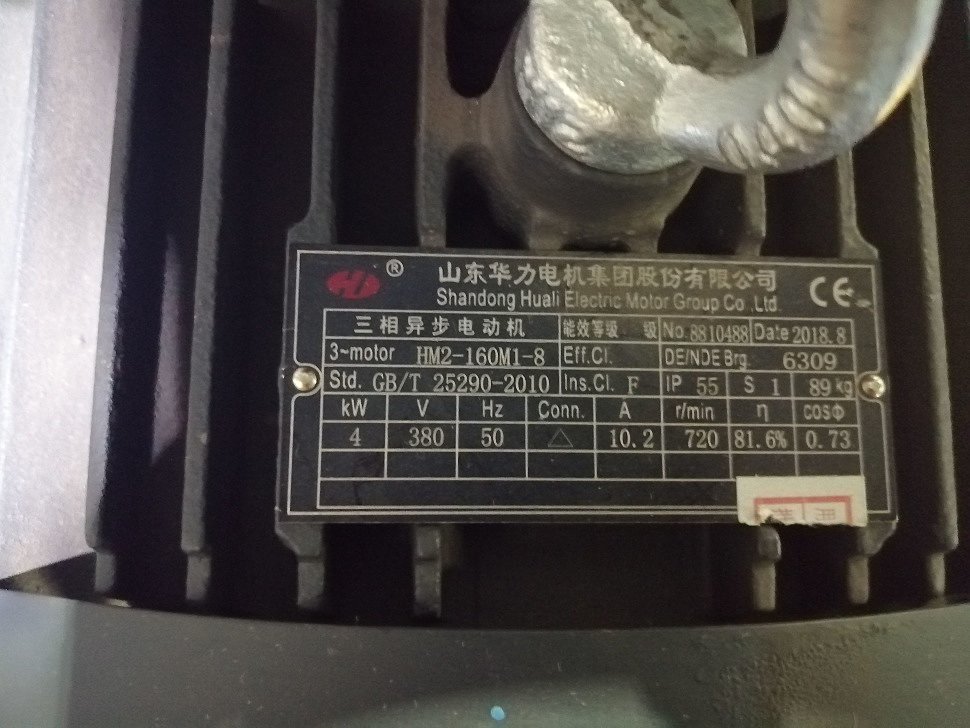 HJ ®
山东华力电机集团股份有限公司
Shandong Huali Electric Motor Group Co.,Ltd.
CE
三相异步电动机 能效等级 级 No.8810488 Date 2018.8
3~motor HM2-160M1-8 Eff.Cl. DE/NDE Brg. 6309
Std. GB/T 25290-2010 Ins.Cl. F IP 55 S 1 89 kg
kW V Hz Conn. A r/min η cosΦ
4 380 50 △ 10.2 720 81.6% 0.73